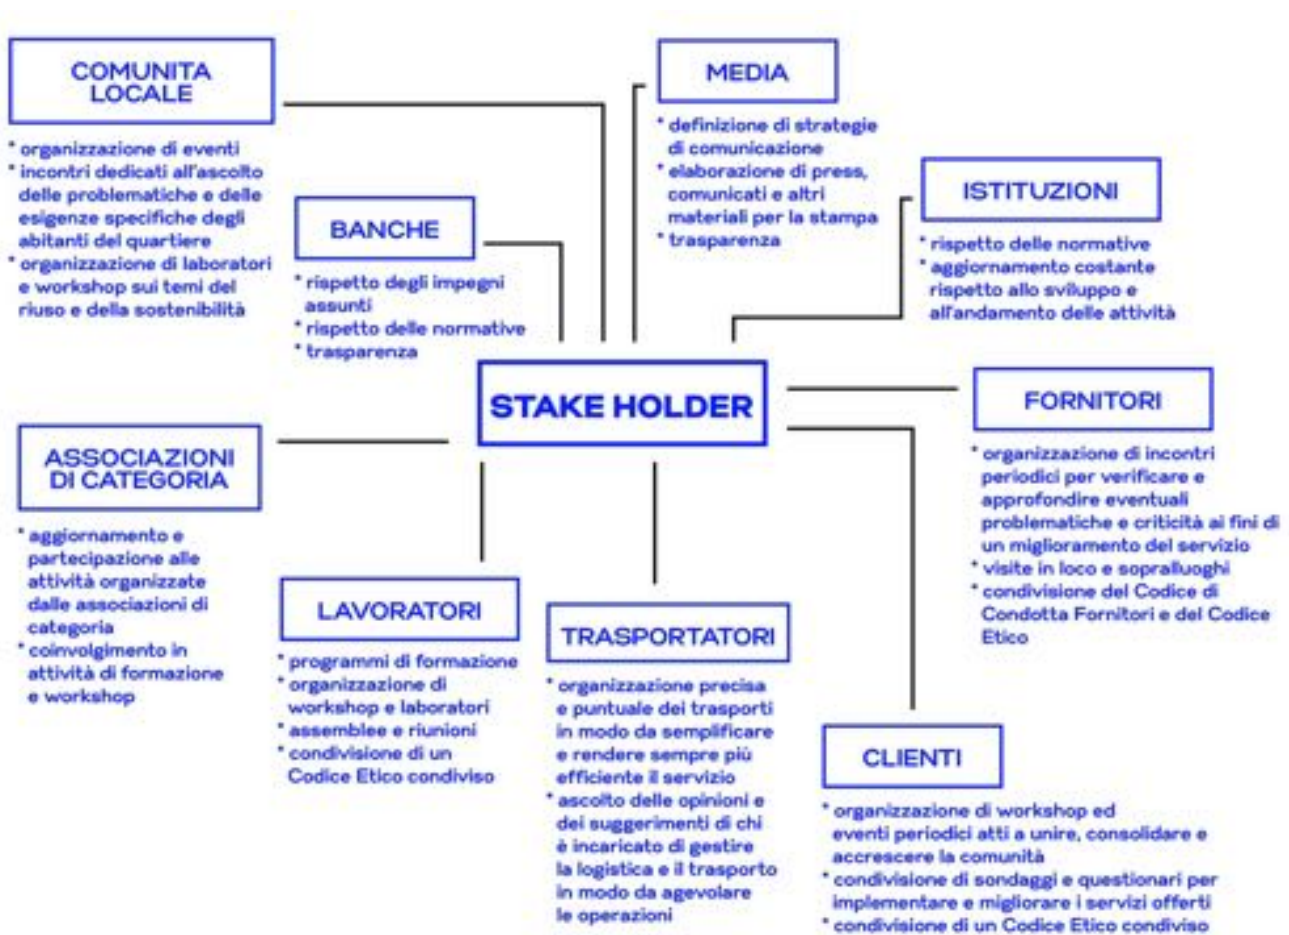 COMUNITA
LOCALE
* organizzazione di eventi
* incontri dedicati all'ascolto
delle problematiche e delle
esigenze specifiche degli
abitanti del quartiere
* organizzazione di laboratori
e workshop sui temi del
riuso e della sostenibilità
BANCHE
* rispetto degli impegni
assunti
* rispetto delle normative
* trasparenza
MEDIA
* definizione di strategie
di comunicazione
* elaborazione di press,
comunicati e altri
materiali per la stampa
* trasparenza
ISTITUZIONI
* rispetto delle normative
* aggiornamento costante
rispetto allo sviluppo e
all'andamento delle attività
STAKE HOLDER
FORNITORI
* organizzazione di incontri
periodici per verificare e
approfondire eventuali
problematiche e criticità ai fini di
un miglioramento del servizio
* visite in loco e sopralluoghi
* condivisione del Codice di
Condotta Fornitori e del Codice
Etico
ASSOCIAZIONI
DI CATEGORIA
* aggiornamento e
partecipazione alle
attività organizzate
dalle associazioni di
categoria
* coinvolgimento in
attività di formazione
e workshop
LAVORATORI
* programmi di formazione
* organizzazione di
workshop e laboratori
* assemblee e riunioni
* condivisione di un
Codice Etico condiviso
TRASPORTATORI
* organizzazione precisa
e puntuale dei trasporti
in modo da semplificare
e rendere sempre più
efficiente il servizio
* ascolto delle opinioni e
dei suggerimenti di chi
è incaricato di gestire
la logistica e il trasporto
in modo da agevolare
le operazioni
CLIENTI
* organizzazione di workshop ed
eventi periodici atti a unire, consolidare e
accrescere la comunità
* condivisione di sondaggi e questionari per
implementare e migliorare i servizi offerti
* condivisione di un Codice Etico condiviso